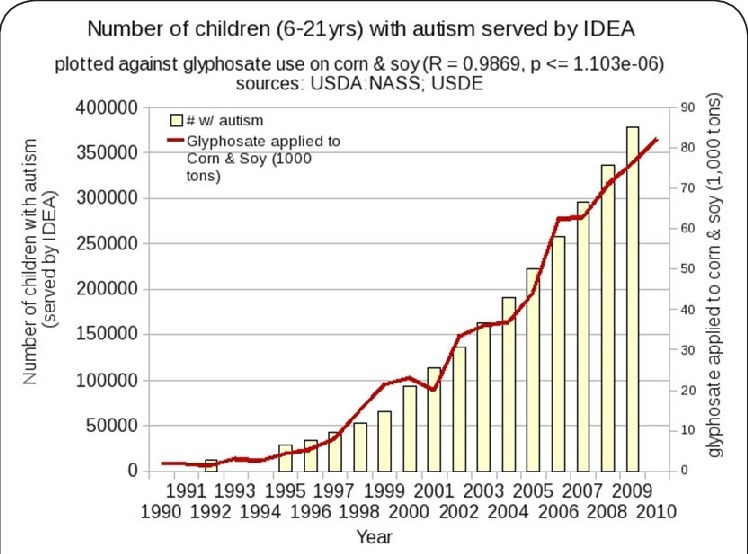 Number of children (6-21yrs) with autism served by IDEA
plotted against glyphosate use on corn & soy (R = 0.9869, p <= 1.103e-06)
sources: USDA:NASS; USDE
# w/ autism
Glyphosate applied to
Corn & Soy (1000
tons)
Number of children with autism
(served by IDEA)
400000
350000
300000
250000
200000
150000
100000
50000
0
90
80
70
60
50
40
30
20
10
0
glyphosate applied to corn & soy (1,000 tons)
1991 1993 1995 1997 1999 2001 2003 2005 2007 2009
1990 1992 1994 1996 1998 2000 2002 2004 2006 2008 2010
Year